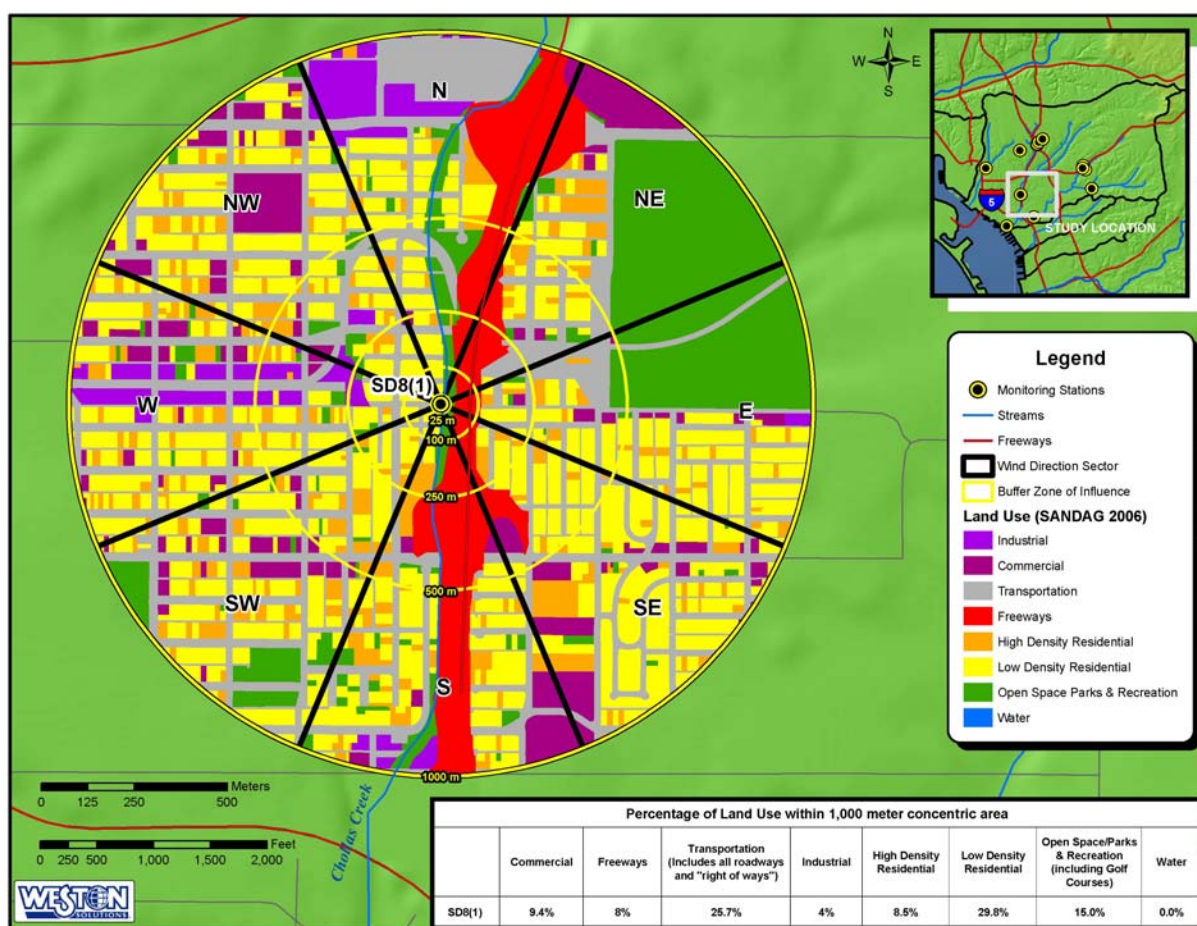 N
W E
S
5
STUDY LOCATION
N
NW
NE
SD8(1)
W
E
25 m
100 m
250 m
500 m
SW
SE
S
1000 m
Chollas Creek
Legend
Monitoring Stations
Streams
Freeways
Wind Direction Sector
Buffer Zone of Influence
Land Use (SANDAG 2006)
Industrial
Commercial
Transportation
Freeways
High Density Residential
Low Density Residential
Open Space Parks & Recreation
Water
Meters
0 125 250 500
Feet
0 250 500 1,000 1,500 2,000
WESTON
SOLUTIONS
Percentage of Land Use within 1,000 meter concentric area
Commercial Freeways Transportation (Includes all roadways and "right of ways") Industrial High Density Residential Low Density Residential Open Space/Parks & Recreation (including Golf Courses) Water
SD8(1) 9.4% 8% 25.7% 4% 8.5% 29.8% 15.0% 0.0%